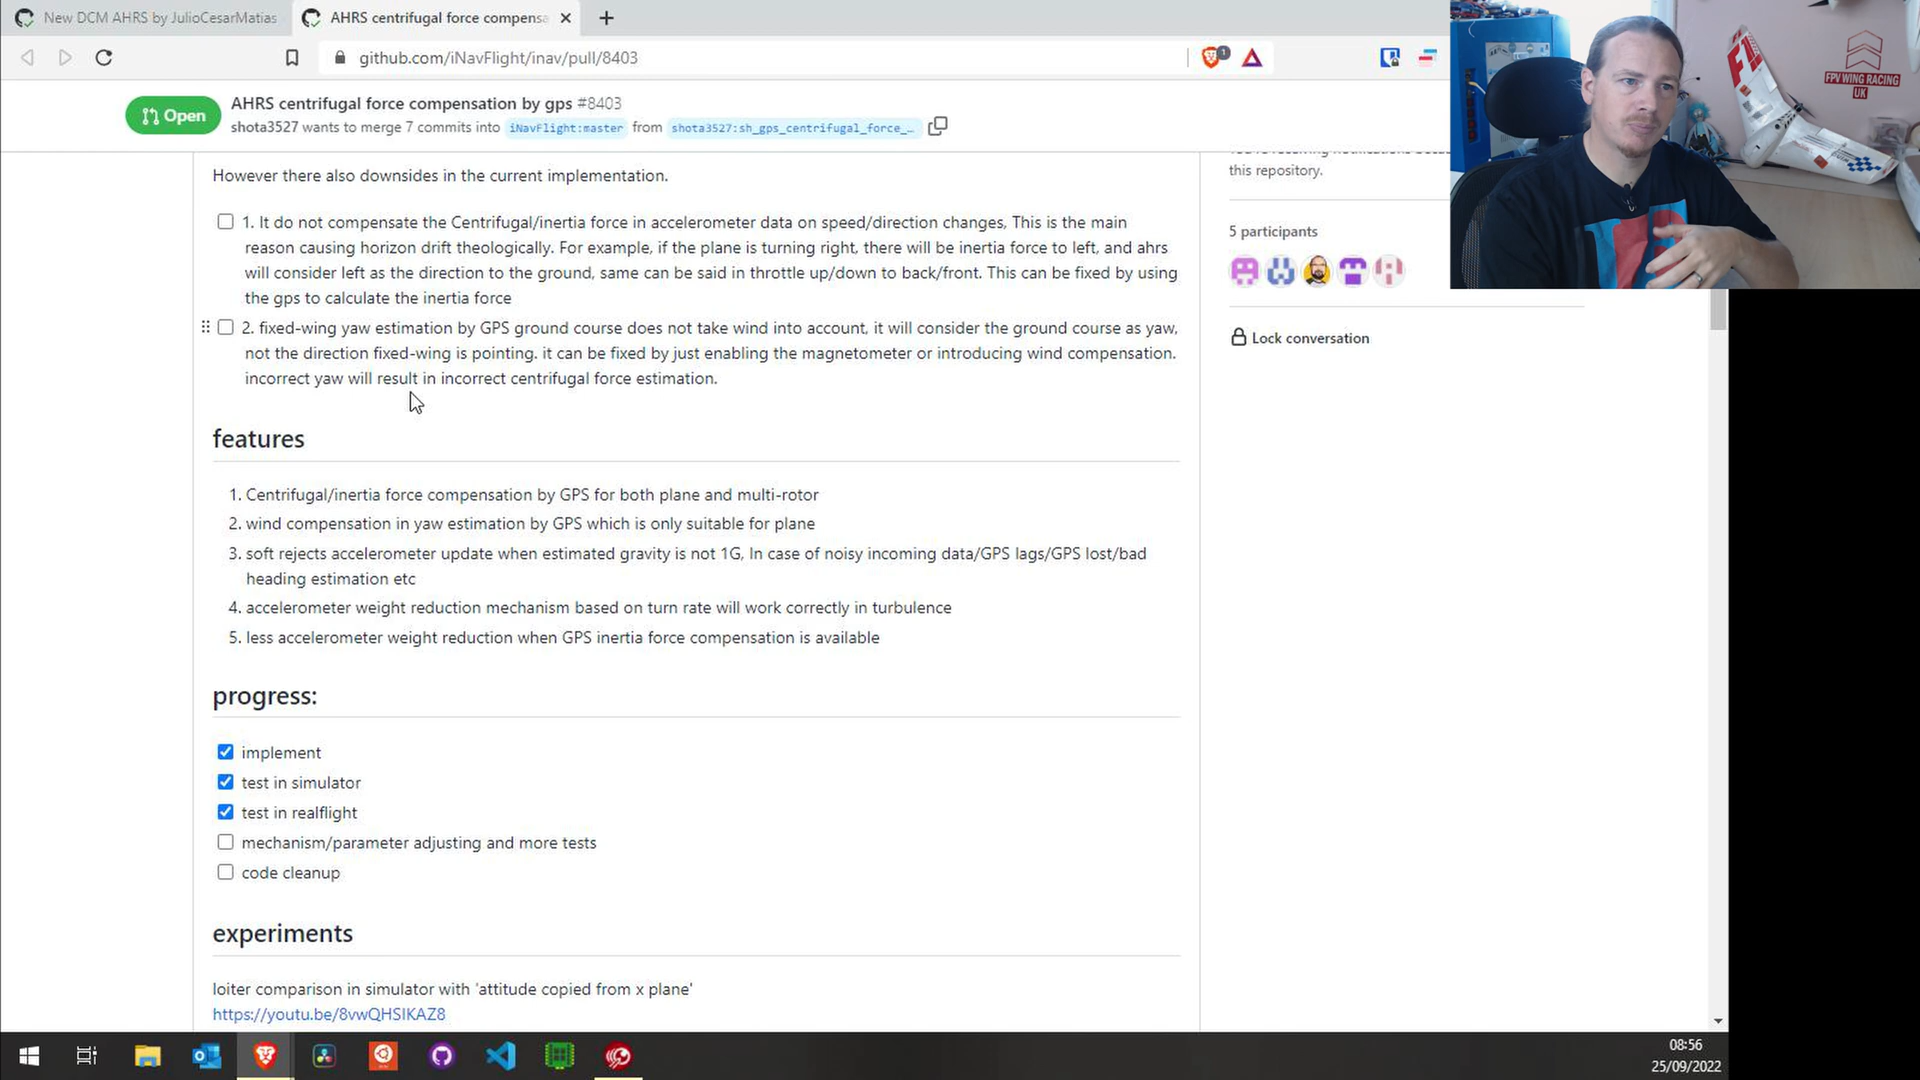 New DCM AHRS by JulioCesarMatias
AHRS centrifugal force compensa
github.com/iNavFlight/inav/pull/8403
1
Open
AHRS centrifugal force compensation by gps #8403
shota3527 wants to merge 7 commits into iNavFlight:master from shota3527:sh_gps_centrifugal_force_…
However there also downsides in the current implementation.
1. It do not compensate the Centrifugal/inertia force in accelerometer data on speed/direction changes, This is the main
reason causing horizon drift theologically. For example, if the plane is turning right, there will be inertia force to left, and ahrs
will consider left as the direction to the ground, same can be said in throttle up/down to back/front. This can be fixed by using
the gps to calculate the inertia force
2. fixed-wing yaw estimation by GPS ground course does not take wind into account, it will consider the ground course as yaw,
not the direction fixed-wing is pointing. it can be fixed by just enabling the magnetometer or introducing wind compensation.
incorrect yaw will result in incorrect centrifugal force estimation.
features
1. Centrifugal/inertia force compensation by GPS for both plane and multi-rotor
2. wind compensation in yaw estimation by GPS which is only suitable for plane
3. soft rejects accelerometer update when estimated gravity is not 1G, In case of noisy incoming data/GPS lags/GPS lost/bad
heading estimation etc
4. accelerometer weight reduction mechanism based on turn rate will work correctly in turbulence
5. less accelerometer weight reduction when GPS inertia force compensation is available
progress:
implement
test in simulator
test in realflight
mechanism/parameter adjusting and more tests
code cleanup
experiments
loiter comparison in simulator with 'attitude copied from x plane'
https://youtu.be/8vwQHSIKAZ8
this repository.
5 participants
Lock conversation
FPV WING RACING
UK
08:56
25/09/2022